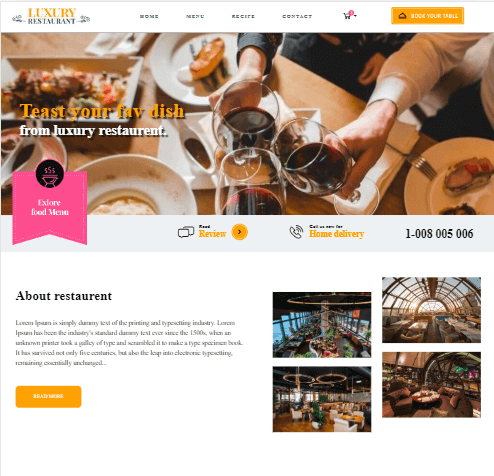 LUXURY
RESTAURANT
HOME MENU RECIPE CONTACT
BOOK YOUR TABLE
Teast your fav dish
from luxury restaurent.
Exlore
food Menu
Read
Review
Call us now for
Home delivery
1-008 005 006
About restaurent
Lorem Ipsum is simply dummy text of the printing and typesetting industry. Lorem
Ipsum has been the industry's standard dummy text ever since the 1500s, when an
unknown printer took a galley of type and scrambled it to make a type specimen book.
It has survived not only five centuries, but also the leap into electronic typesetting,
remaining essentially unchanged...
READ MORE